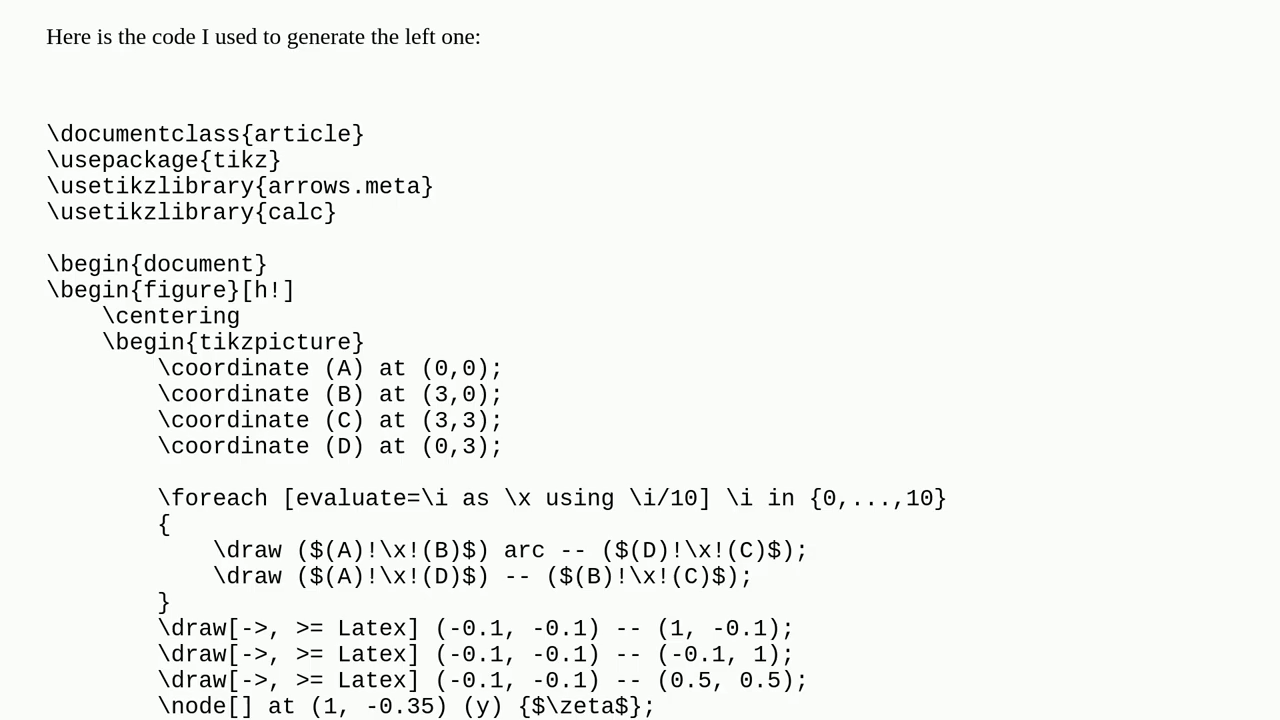 Here is the code I used to generate the left one:
\documentclass{article}
\usepackage{tikz}
\usetikzlibrary{arrows.meta}
\usetikzlibrary{calc}
\begin{document}
\begin{figure}[h!]
    \centering
    \begin{tikzpicture}
        \coordinate (A) at (0,0);
        \coordinate (B) at (3,0);
        \coordinate (C) at (3,3);
        \coordinate (D) at (0,3);
        \foreach [evaluate=\i as \x using \i/10] \i in {0,...,10}
        {
            \draw ($(A)!\x!(B)$) arc -- ($(D)!\x!(C)$);
            \draw ($(A)!\x!(D)$) -- ($(B)!\x!(C)$);
        }
        \draw[->, >= Latex] (-0.1, -0.1) -- (1, -0.1);
        \draw[->, >= Latex] (-0.1, -0.1) -- (-0.1, 1);
        \draw[->, >= Latex] (-0.1, -0.1) -- (0.5, 0.5);
        \node[] at (1, -0.35) (y) {$\zeta$};